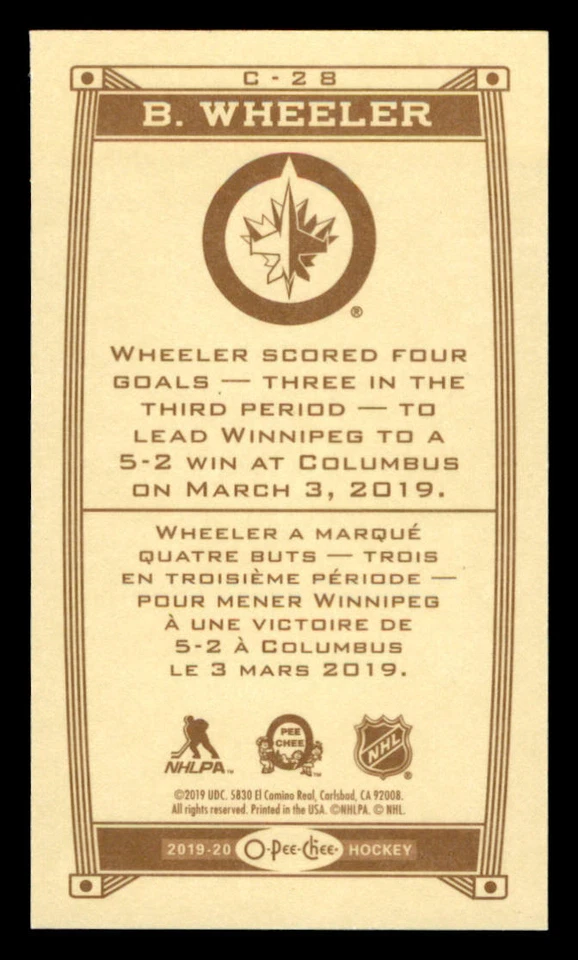 C - 28
B. WHEELER
®
WHEELER SCORED FOUR
GOALS — THREE IN THE
THIRD PERIOD — TO
LEAD WINNIPEG TO A
5-2 WIN AT COLUMBUS
ON MARCH 3, 2019.
WHEELER A MARQUÉ
QUATRE BUTS — TROIS
EN TROISIÈME PÉRIODE —
POUR MENER WINNIPEG
À UNE VICTOIRE DE
5-2 À COLUMBUS
LE 3 MARS 2019.
NHLPA™
PEE
CHEE
™
NHL
®
©2019 UDC. 5830 El Camino Real, Carlsbad, CA 92008.
All rights reserved. Printed in the USA. ©NHLPA. © NHL.
2019-20 O-Pee-Chee HOCKEY